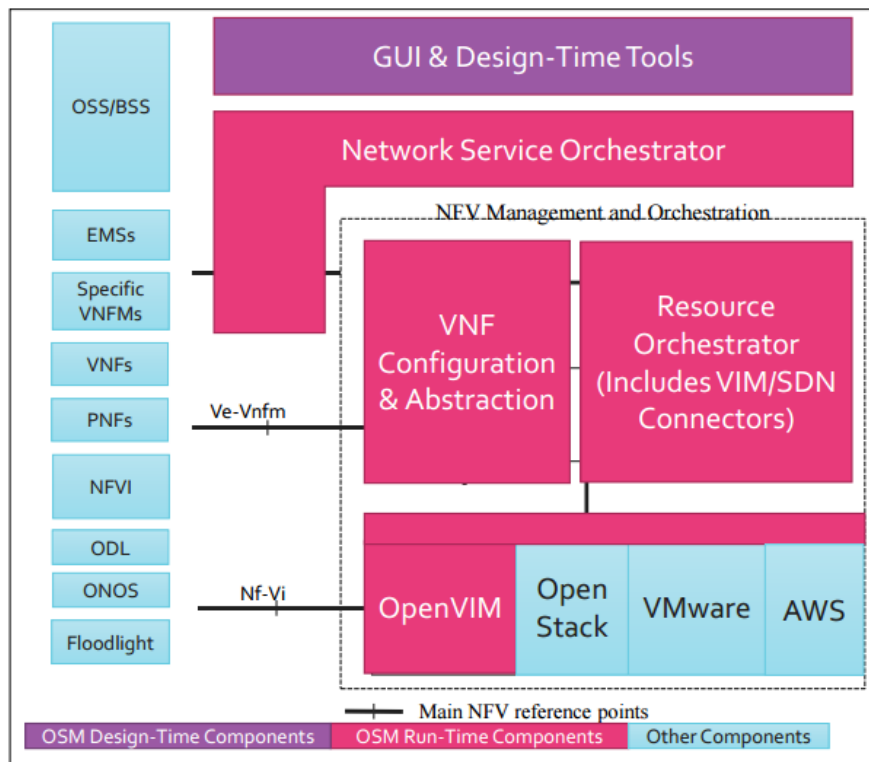 GUI & Design-Time Tools
OSS/BSS
Network Service Orchestrator
NFV Management and Orchestration
EMSs
Specific
VNFMs
VNFs
PNFs
NFVI
ODL
ONOS
Floodlight
VNF
Configuration
& Abstraction
Resource
Orchestrator
(Includes VIM/SDN
Connectors)
Ve-Vnfm
Nf-Vi
OpenVIM
Open
Stack
VMware
AWS
Main NFV reference points
OSM Design-Time Components
OSM Run-Time Components
Other Components